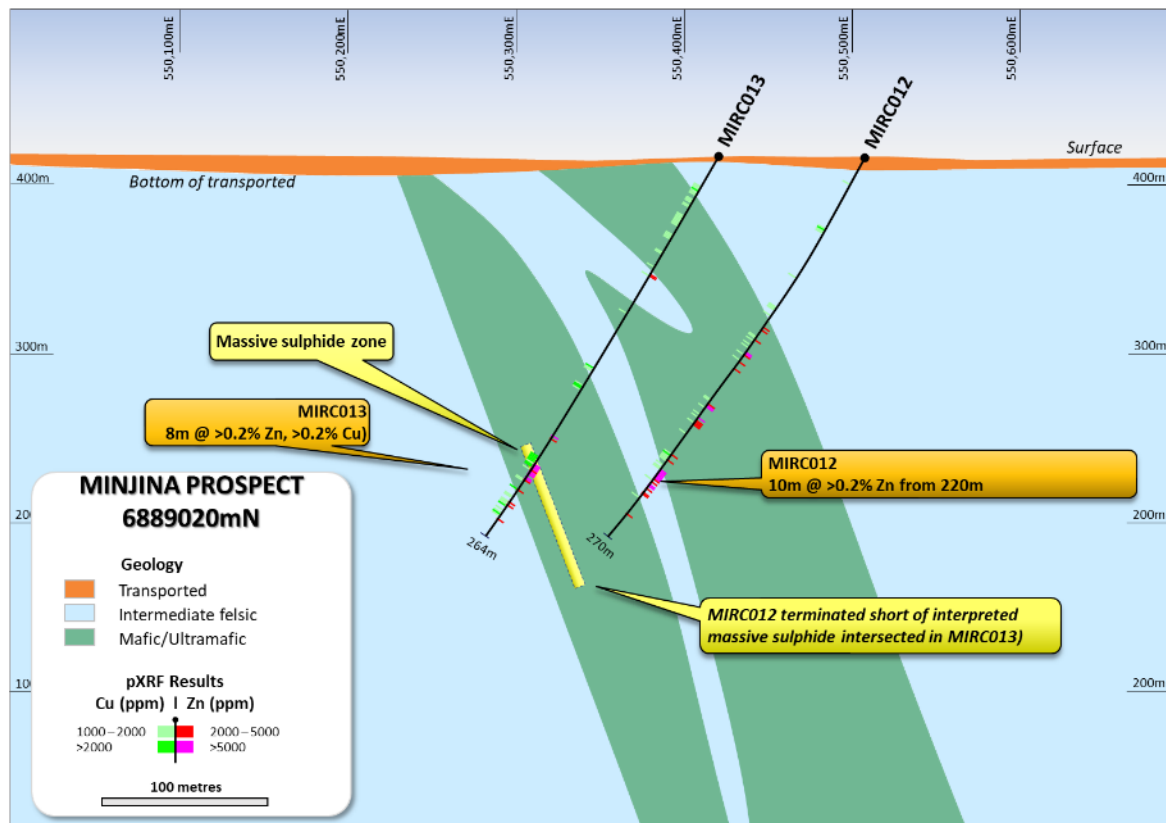 550,100mE
550,200mE
550,300mE
550,400mE
550,500mE
550,600mE
MIRC013
MIRC012
Surface
Bottom of transported
400m
400m
300m
300m
Massive sulphide zone
MIRC013
8m @ >0.2% Zn, >0.2% Cu)
MIRC012
10m @ >0.2% Zn from 220m
200m
264m
270m
MIRC012 terminated short of interpreted
massive sulphide intersected in MIRC013)
200m
MINJINA PROSPECT
6889020mN
Geology
Transported
Intermediate felsic
Mafic/Ultramafic
pXRF Results
Cu (ppm) | Zn (ppm)
1000–2000 2000–5000
>2000 >5000
100 metres